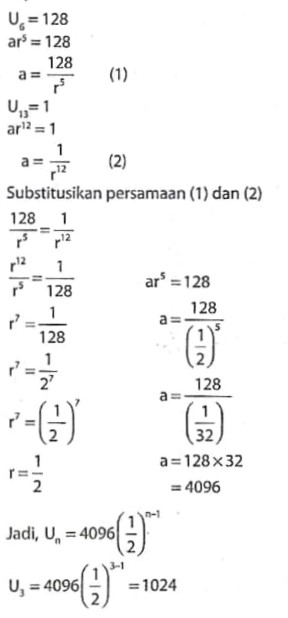 U₆ = 128
ar⁵ = 128
a = 128/r⁵ (1)
U₁₃ = 1
ar¹² = 1
a = 1/r¹² (2)
Substitusikan persamaan (1) dan (2)
128/r⁵ = 1/r¹²
r¹²/r⁵ = 1/128
r⁷ = 1/128
r⁷ = 1/2⁷
r⁷ = (1/2)⁷
r = 1/2
ar⁵ = 128
a = 128/(1/2)⁵
a = 128/(1/32)
a = 128 × 32
= 4096
Jadi, Uₙ = 4096(1/2)ⁿ⁻¹
U₃ = 4096(1/2)³⁻¹ = 1024